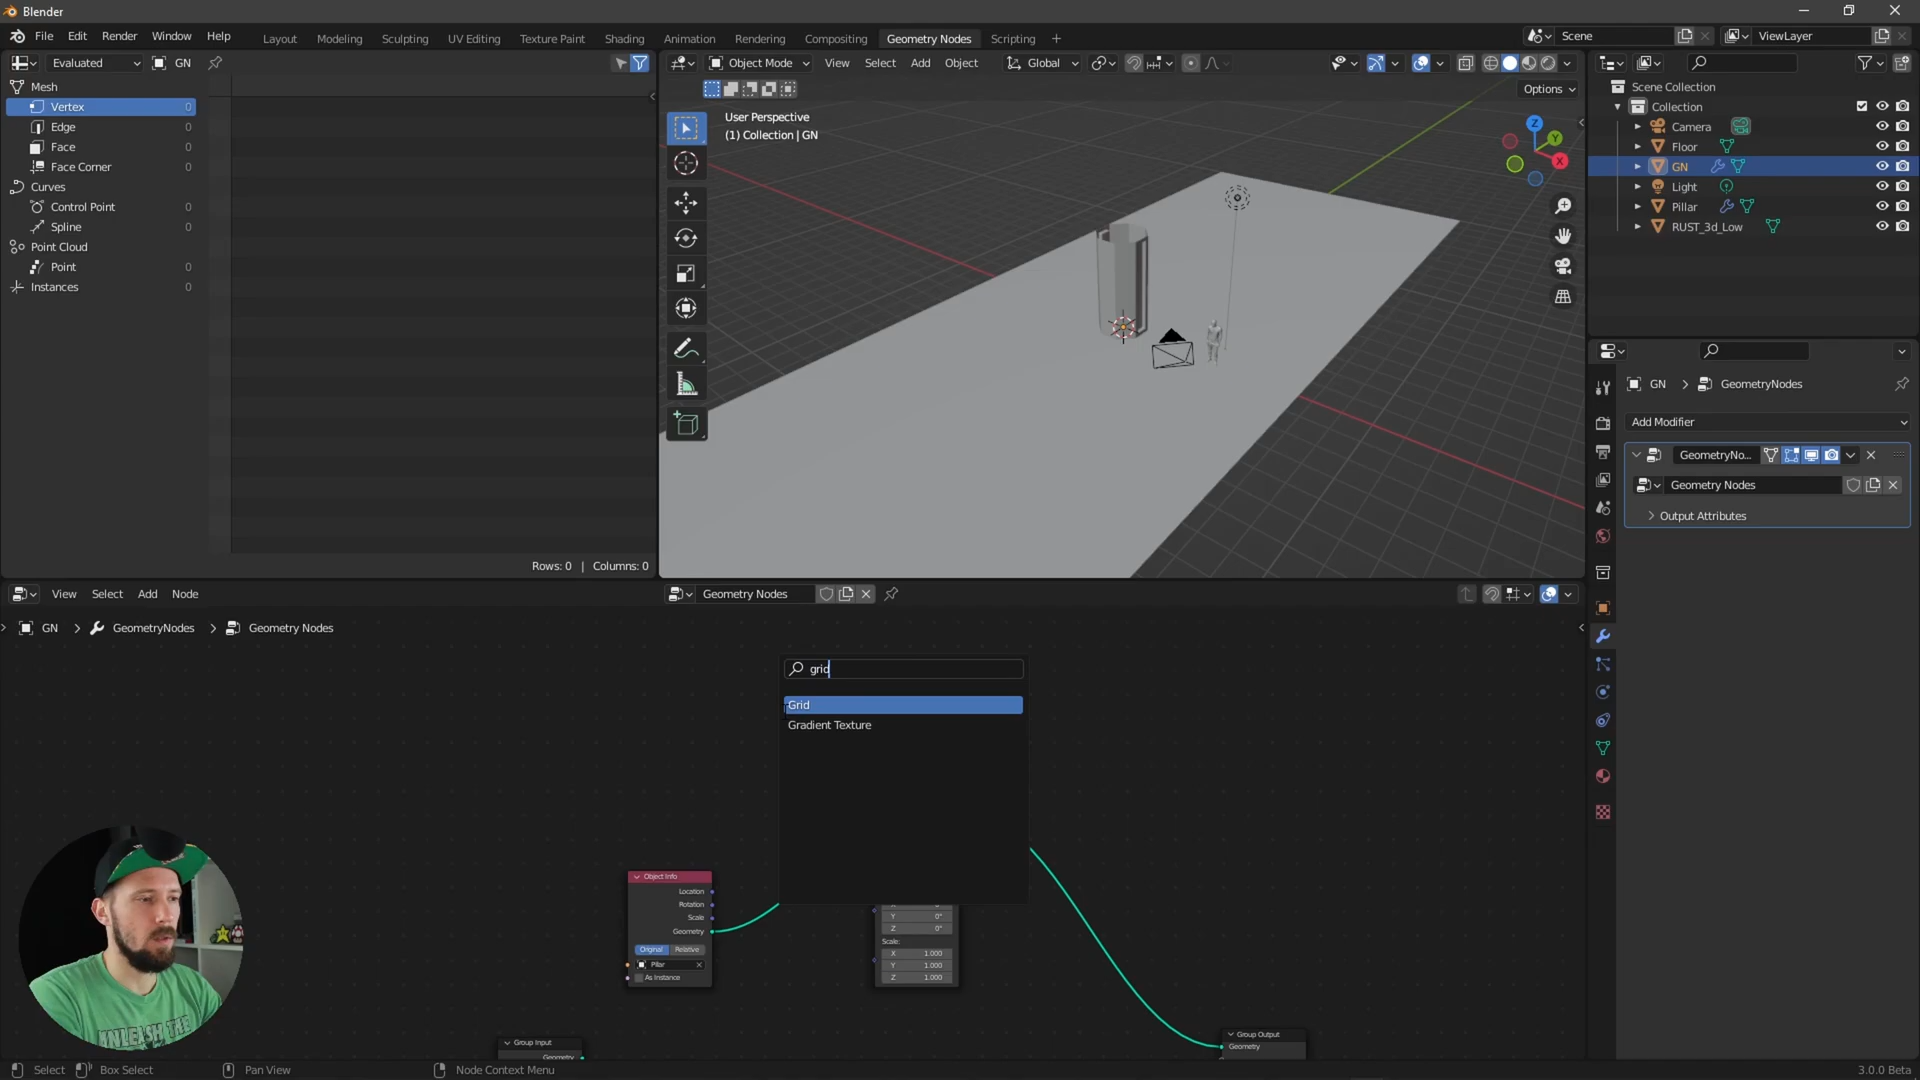 Blender
File Edit Render Window Help
Layout Modeling Sculpting UV Editing Texture Paint Shading Animation Rendering Compositing Geometry Nodes Scripting +
Scene
ViewLayer
Evaluated GN
Object Mode View Select Add Object Global
Options
Mesh
Vertex 0
Edge 0
Face 0
Face Corner 0
Curves
Control Point 0
Spline 0
Point Cloud
Point 0
Instances 0
Rows: 0 | Columns: 0
User Perspective
(1) Collection | GN
Z
Y
X
Scene Collection
Collection
Camera
Floor
GN
Light
Pillar
RUST_3d_Low
GN > GeometryNodes
Add Modifier
GeometryNo...
Geometry Nodes
Output Attributes
View Select Add Node
Geometry Nodes
GN > GeometryNodes > Geometry Nodes
grid
Grid
Gradient Texture
Object Info
Location
Rotation
Scale
Geometry
Original Relative
Pillar
As Instance
Y 0°
Z 0°
Scale:
X 1.000
Y 1.000
Z 1.000
Group Input
Geometry
Group Output
Geometry
UNLEASH THE
Select Box Select Pan View Node Context Menu
3.0.0 Beta